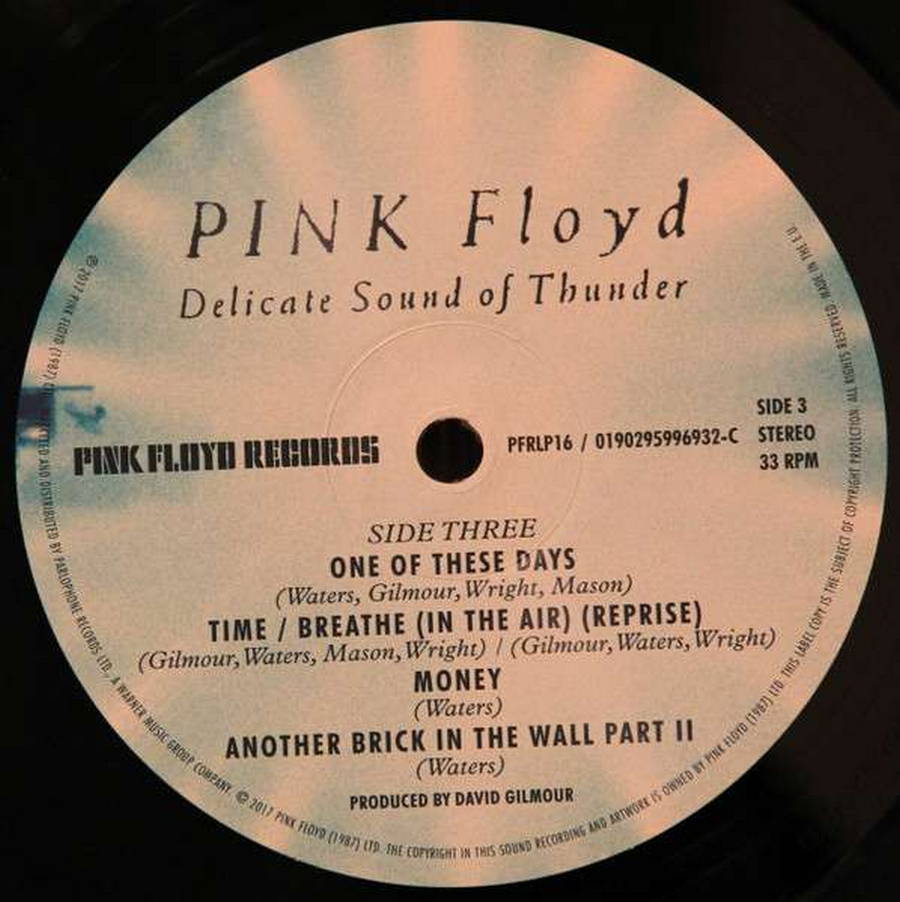 PINK Floyd
Delicate Sound of Thunder
PINK FLOYD RECORDS
PFRLP16 / 0190295996932-C
SIDE 3
STEREO
33 RPM
SIDE THREE
ONE OF THESE DAYS
(Waters, Gilmour, Wright, Mason)
TIME / BREATHE (IN THE AIR) (REPRISE)
(Gilmour, Waters, Mason, Wright) / (Gilmour, Waters, Wright)
MONEY
(Waters)
ANOTHER BRICK IN THE WALL PART II
(Waters)
PRODUCED BY DAVID GILMOUR
℗ 2017 PINK FLOYD (1987) AND DISTRIBUTED BY PARLOPHONE RECORDS LTD., A WARNER MUSIC GROUP COMPANY. © 2017 PINK FLOYD (1987) LTD. THE COPYRIGHT IN THIS SOUND RECORDING AND ARTWORK IS OWNED BY PINK FLOYD (1987) LTD. THIS LABEL COPY IS THE SUBJECT OF COPYRIGHT PROTECTION. ALL RIGHTS RESERVED. MADE IN THE E.U.